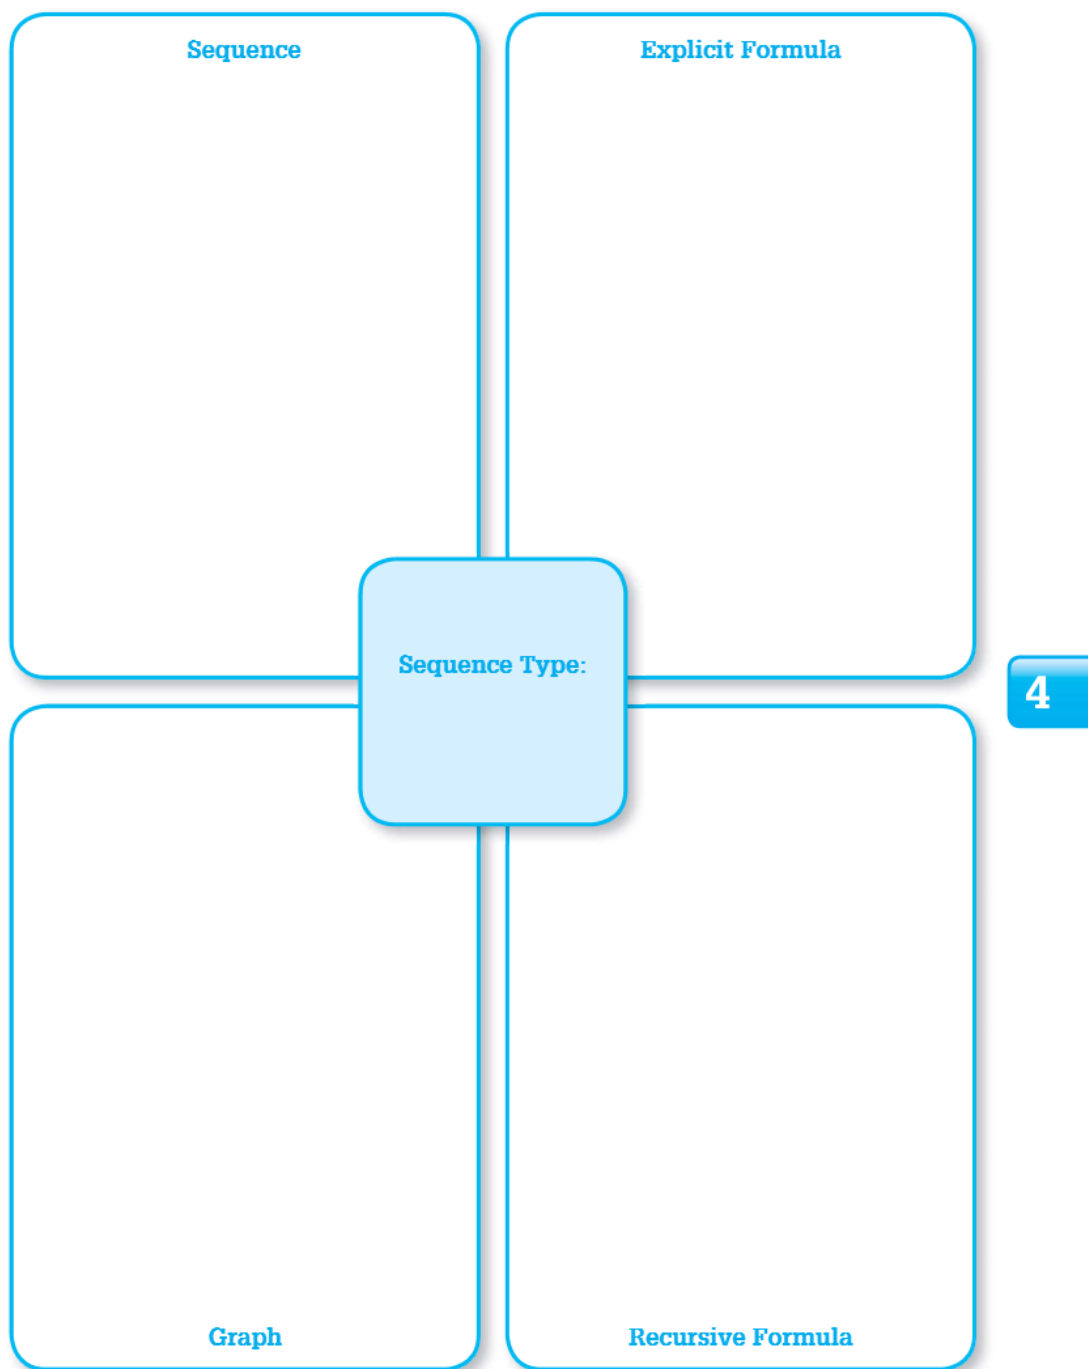 Sequence
Explicit Formula
Sequence Type:
4
Graph
Recursive Formula